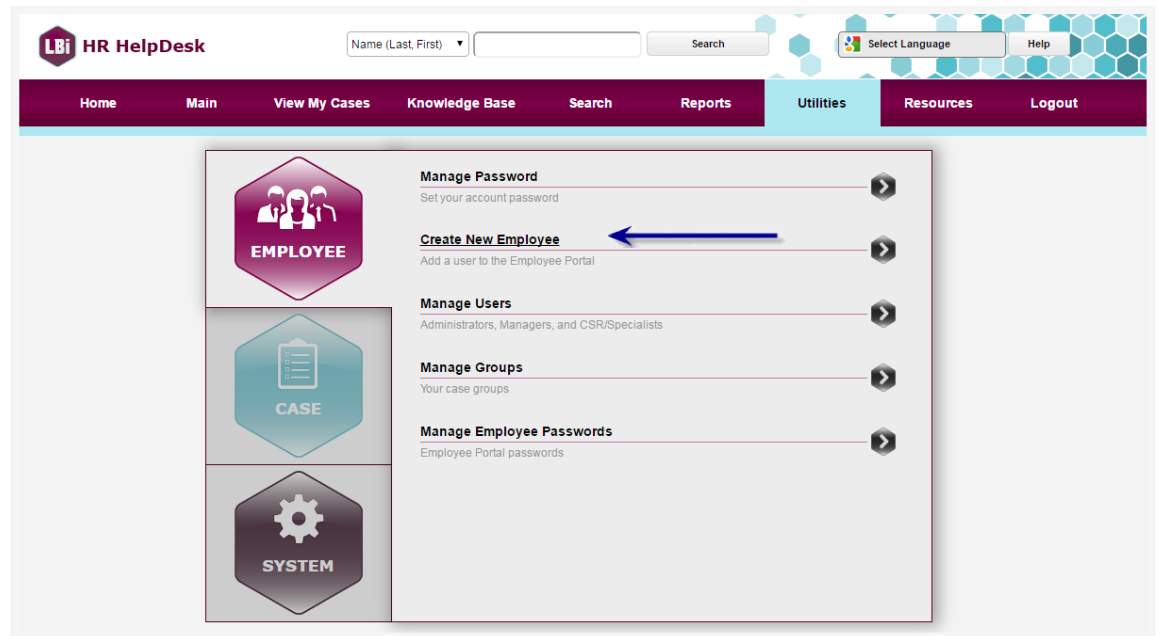 LBi HR HelpDesk
Name (Last, First) Search Select Language Help
Home Main View My Cases Knowledge Base Search Reports Utilities Resources Logout
EMPLOYEE
Manage Password
Set your account password
Create New Employee
Add a user to the Employee Portal
Manage Users
Administrators, Managers, and CSR/Specialists
Manage Groups
Your case groups
Manage Employee Passwords
Employee Portal passwords
CASE
SYSTEM